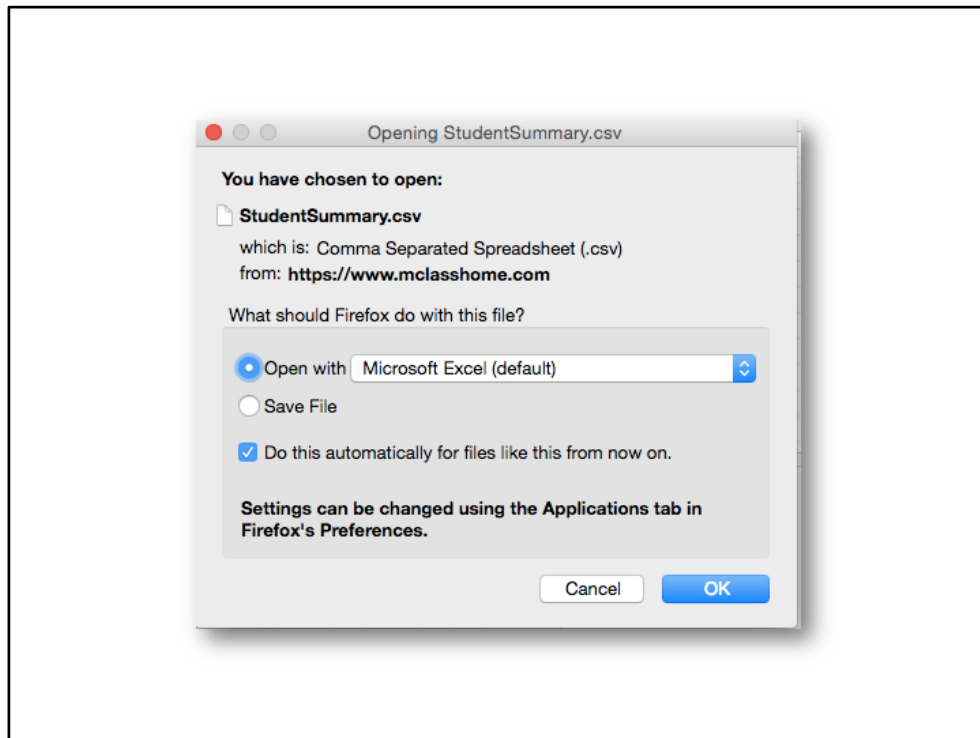 Opening StudentSummary.csv
You have chosen to open:
StudentSummary.csv
which is: Comma Separated Spreadsheet (.csv)
from: https://www.mclasshome.com
What should Firefox do with this file?
Open with Microsoft Excel (default)
Save File
Do this automatically for files like this from now on.
Settings can be changed using the Applications tab in
Firefox's Preferences.
Cancel OK